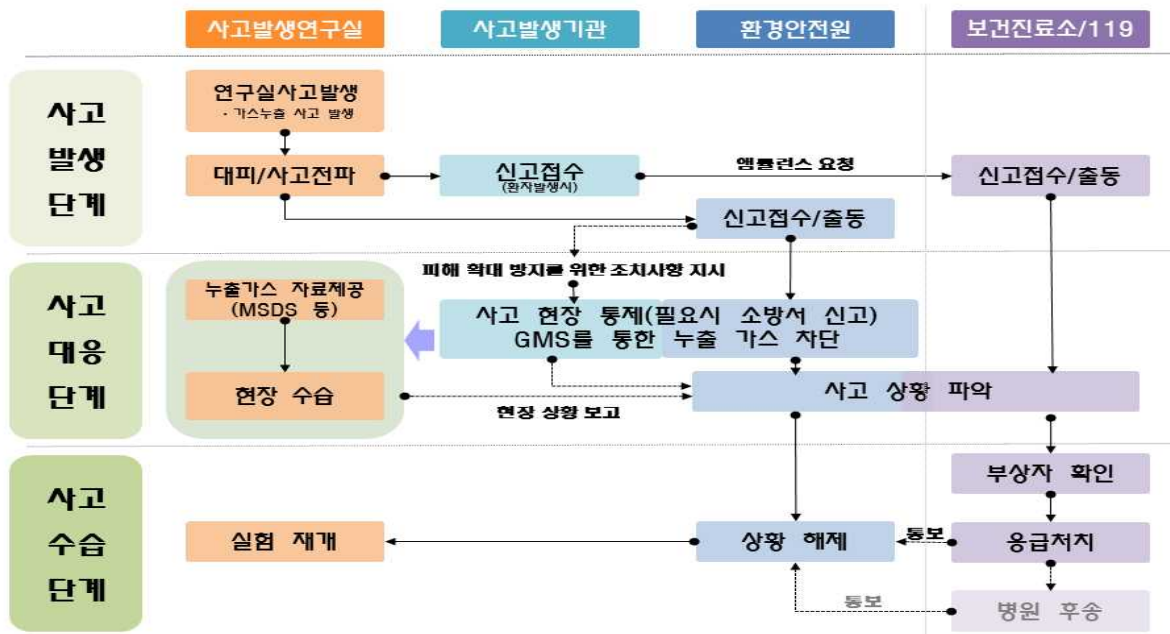 사고발생연구실
사고발생기관
환경안전원
보건진료소/119
사고
발생
단계
연구실사고발생
· 가스누출 사고 발생
대피/사고전파
신고접수
(환자발생시)
앰뷸런스 요청
신고접수/출동
신고접수/출동
피해 확대 방지를 위한 조치사항 지시
사고
대응
단계
누출가스 자료제공
(MSDS 등)
사고 현장 통제(필요시 소방서 신고)
GMS를 통한 누출 가스 차단
현장 수습
현장 상황 보고
사고 상황 파악
사고
수습
단계
부상자 확인
실험 재개
상황 해제
통보
응급처치
통보
병원 후송